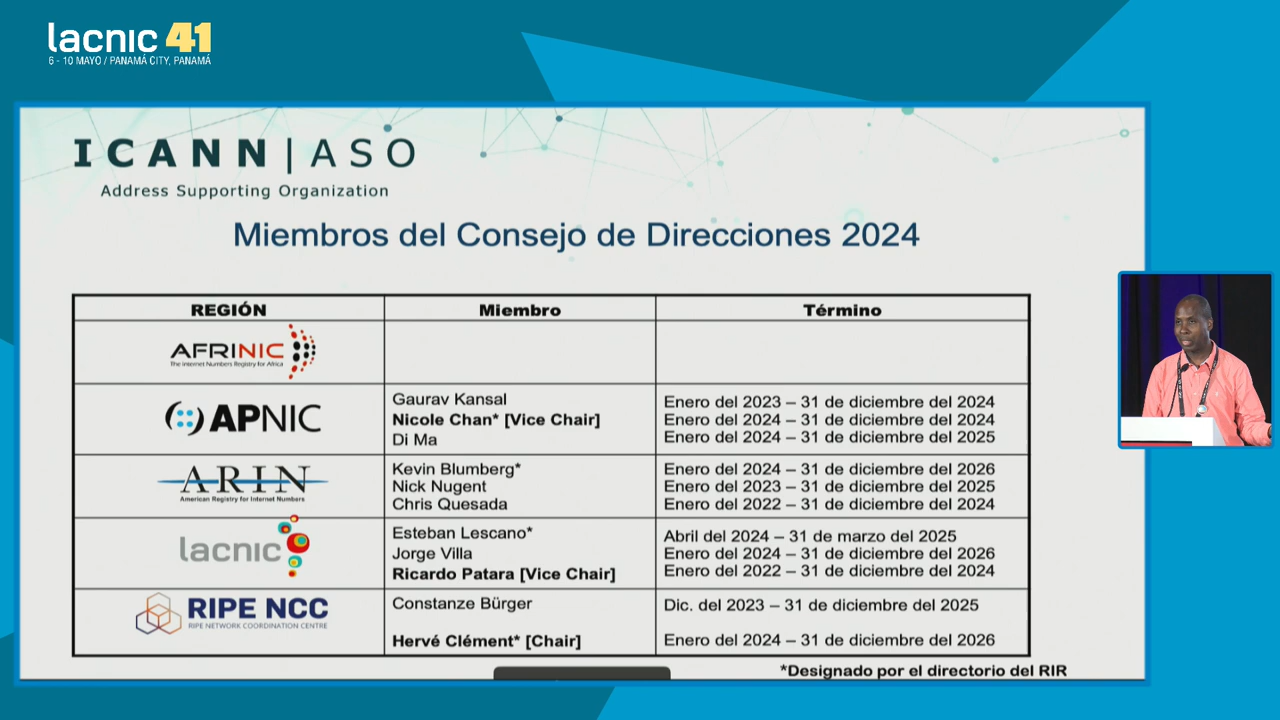 lacnic 41
6 - 10 MAYO / PANAMÁ CITY, PANAMÁ
ICANN | ASO
Address Supporting Organization
Miembros del Consejo de Direcciones 2024
REGIÓN Miembro Término
AFRINIC
The Internet Numbers Registry for Africa
APNIC
Gaurav Kansal Enero del 2023 – 31 de diciembre del 2024
Nicole Chan* [Vice Chair] Enero del 2024 – 31 de diciembre del 2024
Di Ma Enero del 2024 – 31 de diciembre del 2025
ARIN
American Registry for Internet Numbers
Kevin Blumberg* Enero del 2024 – 31 de diciembre del 2026
Nick Nugent Enero del 2023 – 31 de diciembre del 2025
Chris Quesada Enero del 2022 – 31 de diciembre del 2024
lacnic
Esteban Lescano* Abril del 2024 – 31 de marzo del 2025
Jorge Villa Enero del 2024 – 31 de diciembre del 2026
Ricardo Patara [Vice Chair] Enero del 2022 – 31 de diciembre del 2024
RIPE NCC
RIPE NETWORK COORDINATION CENTRE
Constanze Bürger Dic. del 2023 – 31 de diciembre del 2025
Hervé Clément* [Chair] Enero del 2024 – 31 de diciembre del 2026
*Designado por el directorio del RIR